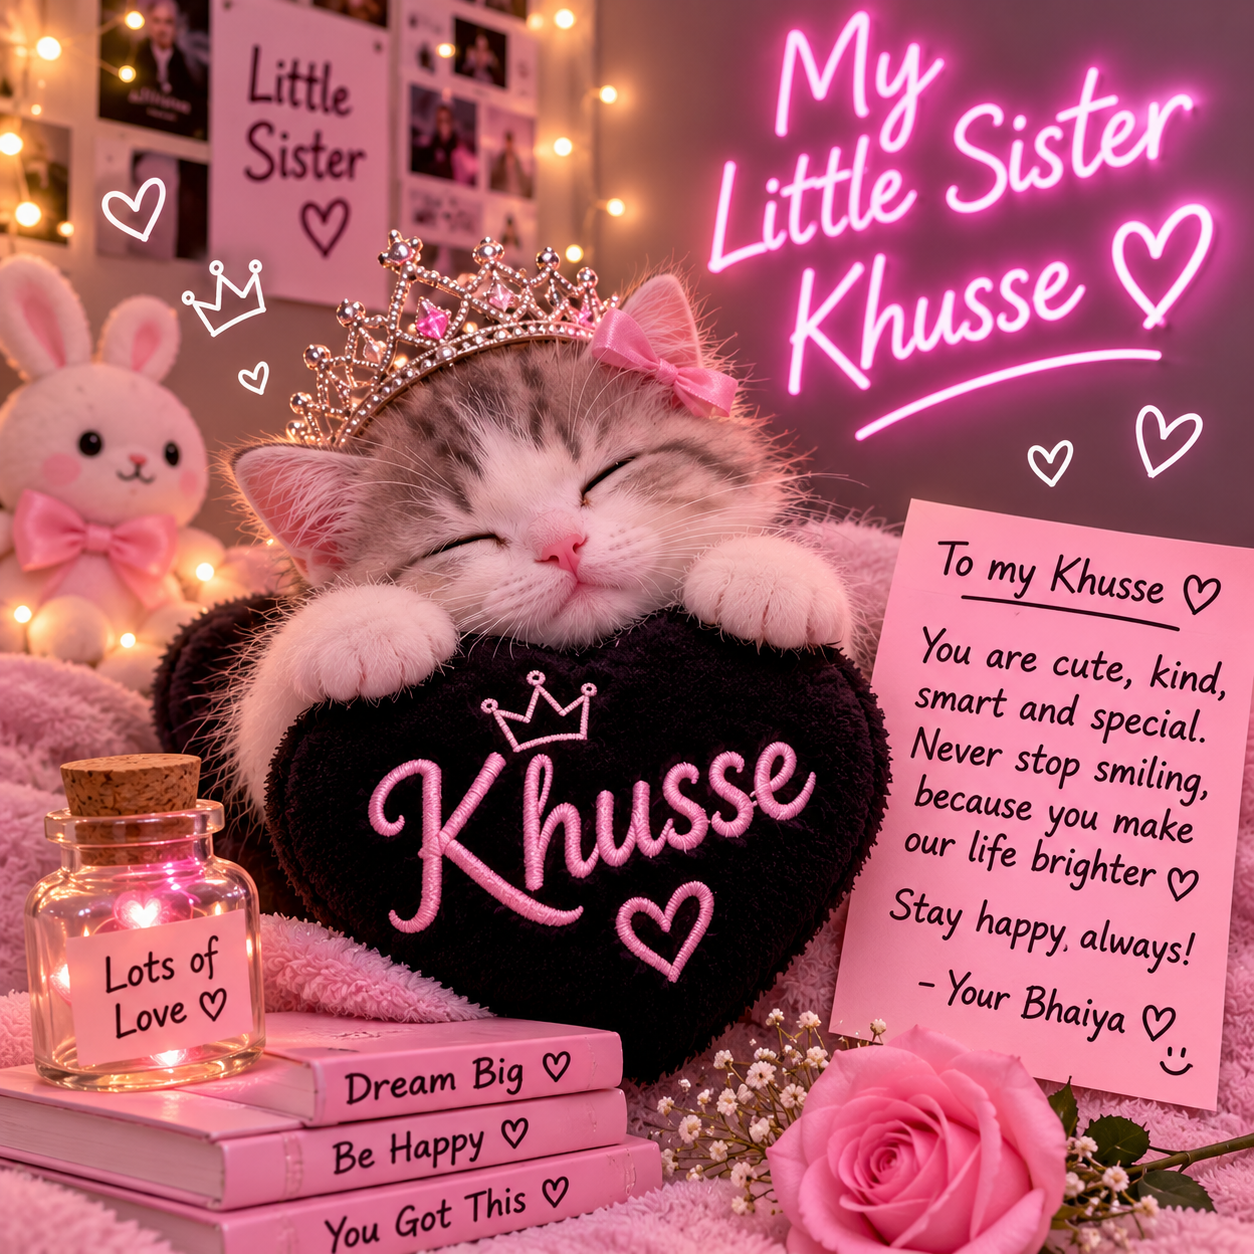 Little
Sister
My
Little Sister
Khusse
Khusse
To my Khusse
You are cute, kind,
smart and special.
Never stop smiling,
because you make
our life brighter
Stay happy, always!
- Your Bhaiya
Lots of
Love
Dream Big
Be Happy
You Got This